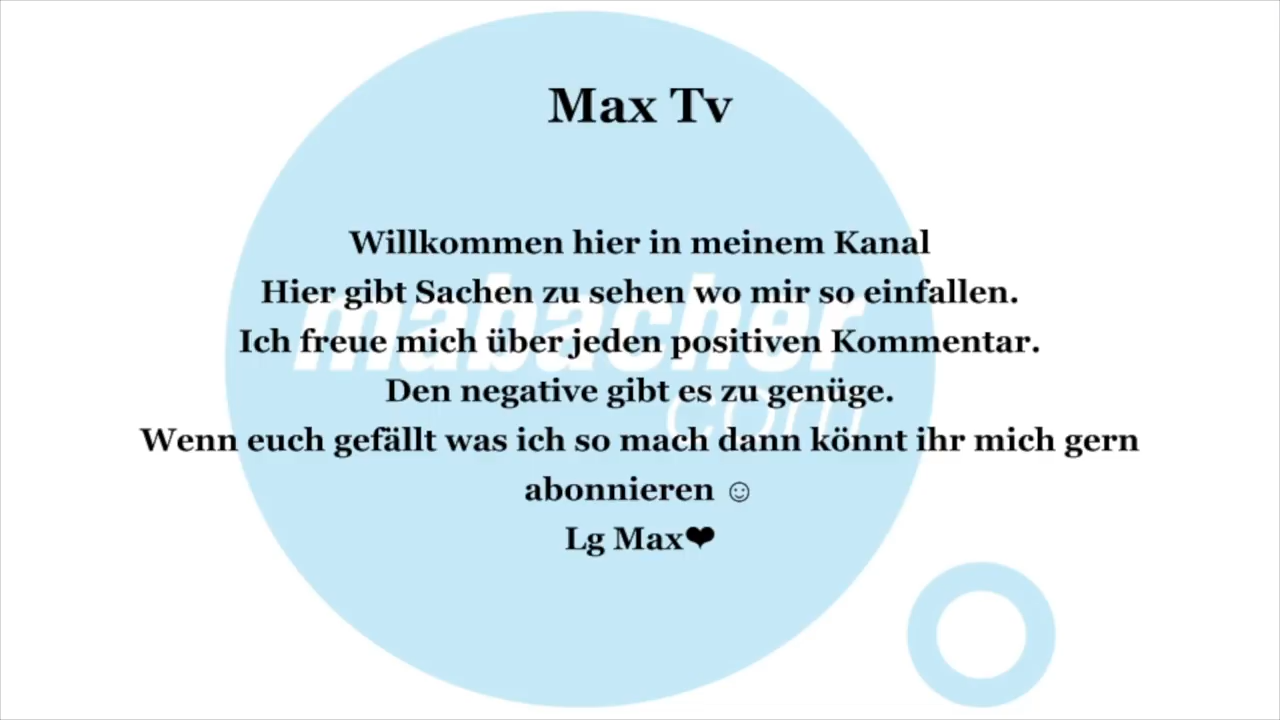 Max Tv
Willkommen hier in meinem Kanal
Hier gibt Sachen zu sehen wo mir so einfallen.
mabacher
Ich freue mich über jeden positiven Kommentar.
Den negative gibt es zu genüge.
com
Wenn euch gefällt was ich so mach dann könnt ihr mich gern
abonnieren ☺
Lg Max❤